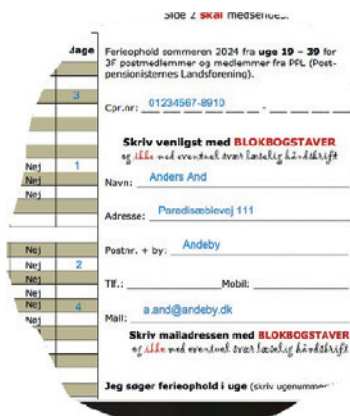 Side 2 skal medsendes.
dage
Ferieophold sommeren 2024 fra uge 19 – 39 for
3F postmedlemmer og medlemmer fra PPL (Post-
pensionisternes Landsforening).
3
Cpr.nr: 01234567-8910 -
Skriv venligst med BLOKBOGSTAVER
og ikke med eventuel svær læselig håndskrift
Nej 1
Nej
Navn: Anders And
Nej
Adresse: Paradisæblevej 111
Nej
Postnr. + by: Andeby
Nej
Nej 2
Nej
Tlf.: Mobil:
Nej 4
Nej
Mail: a.and@andeby.dk
Skriv mailadressen med BLOKBOGSTAVER
og ikke med eventuel svær læselig håndskrift
Jeg søger ferieophold i uge (skriv ugenummer